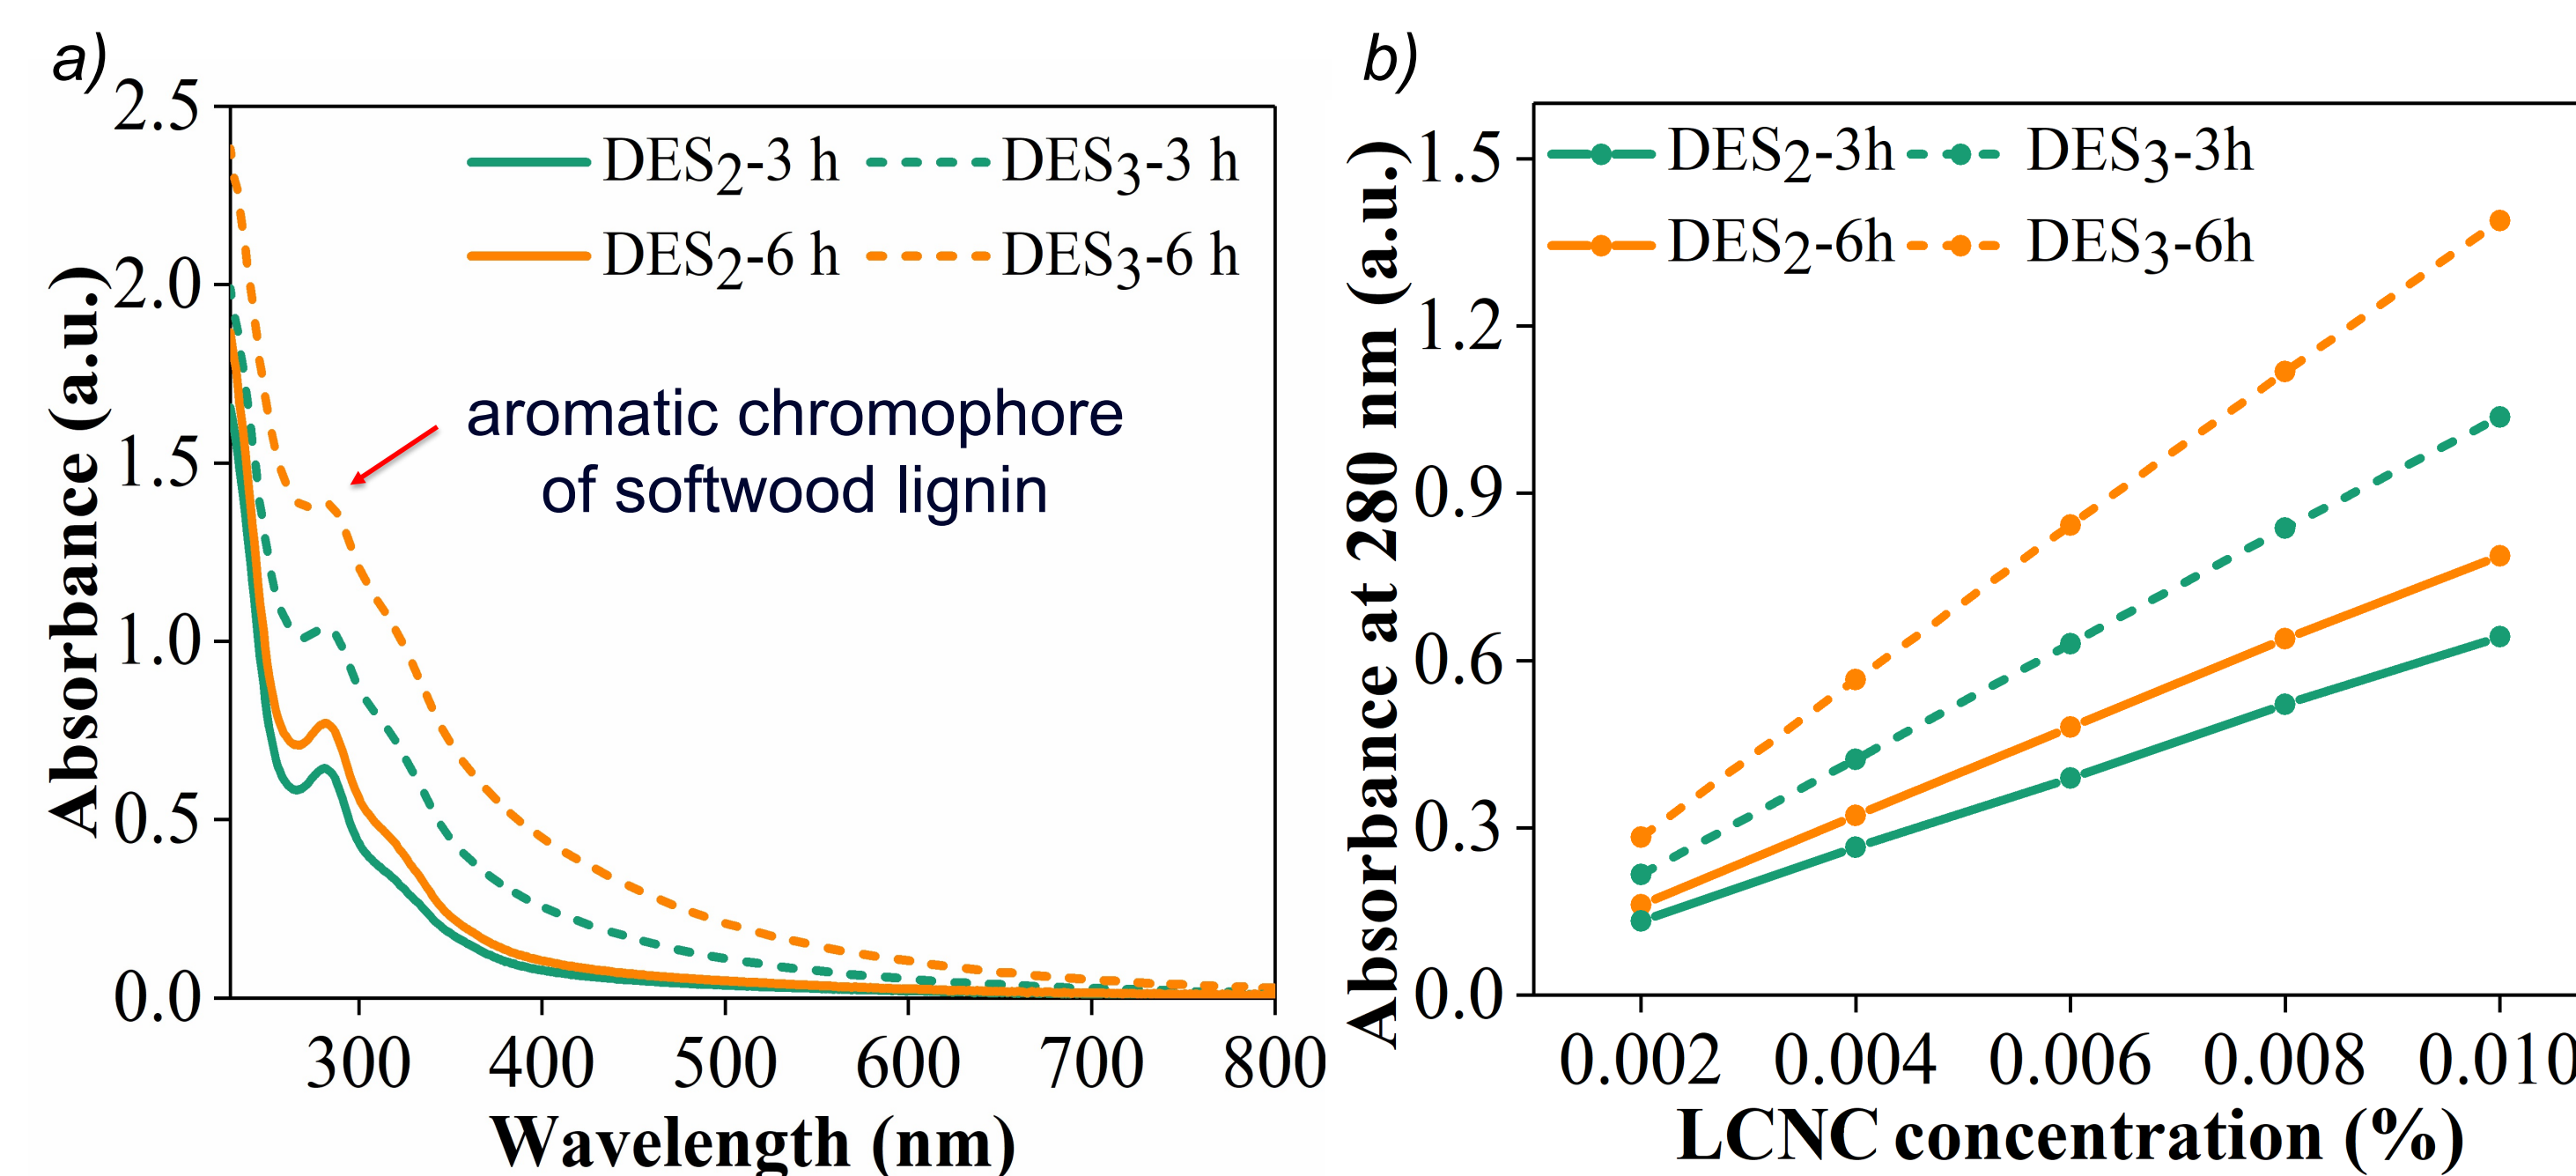 a)
2.5
2.0
1.5
1.0
0.5
0.0
Absorbance (a.u.)
DES₂-3 h
DES₃-3 h
DES₂-6 h
DES₃-6 h
aromatic chromophore
of softwood lignin
300 400 500 600 700 800
Wavelength (nm)
b)
1.5
1.2
0.9
0.6
0.3
0.0
Absorbance at 280 nm (a.u.)
DES₂-3h
DES₃-3h
DES₂-6h
DES₃-6h
0.002 0.004 0.006 0.008 0.010
LCNC concentration (%)